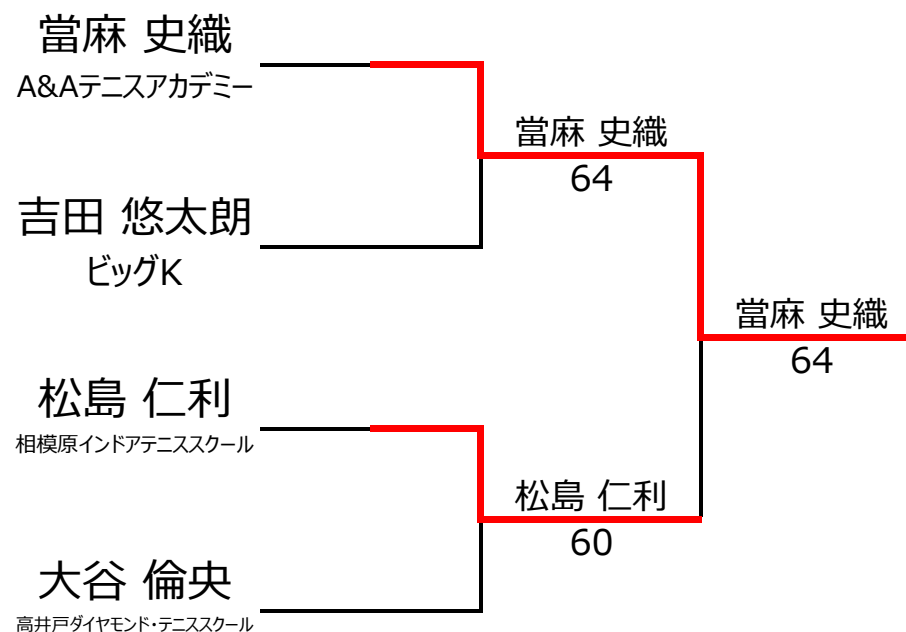 當麻 史織
A&Aテニスアカデミー
吉田 悠太朗
ビッグK
松島 仁利
相模原インドアテニススクール
大谷 倫央
高井戸ダイヤモンド・テニススクール
當麻 史織
64
松島 仁利
60
當麻 史織
64